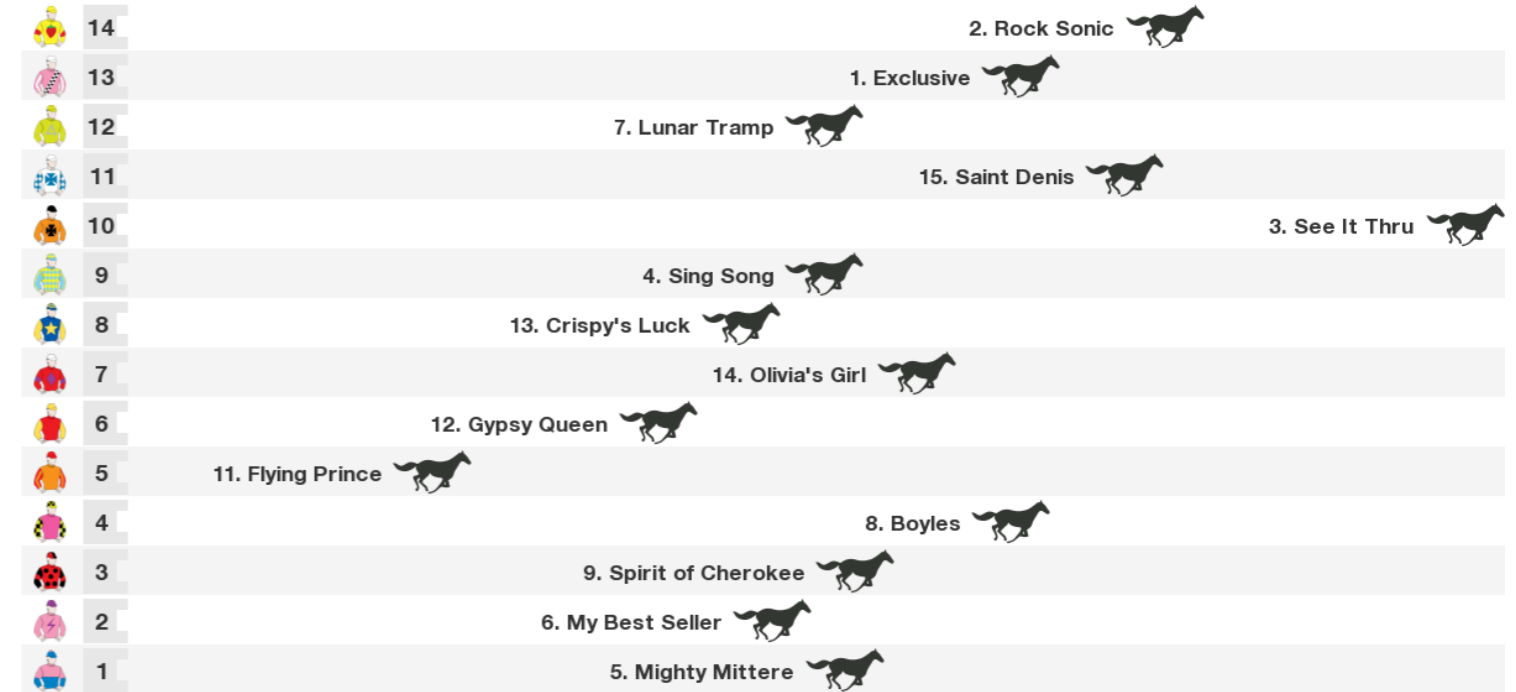 14 2. Rock Sonic
13 1. Exclusive
12 7. Lunar Tramp
11 15. Saint Denis
10 3. See It Thru
9 4. Sing Song
8 13. Crispy's Luck
7 14. Olivia's Girl
6 12. Gypsy Queen
5 11. Flying Prince
4 8. Boyles
3 9. Spirit of Cherokee
2 6. My Best Seller
1 5. Mighty Mittere